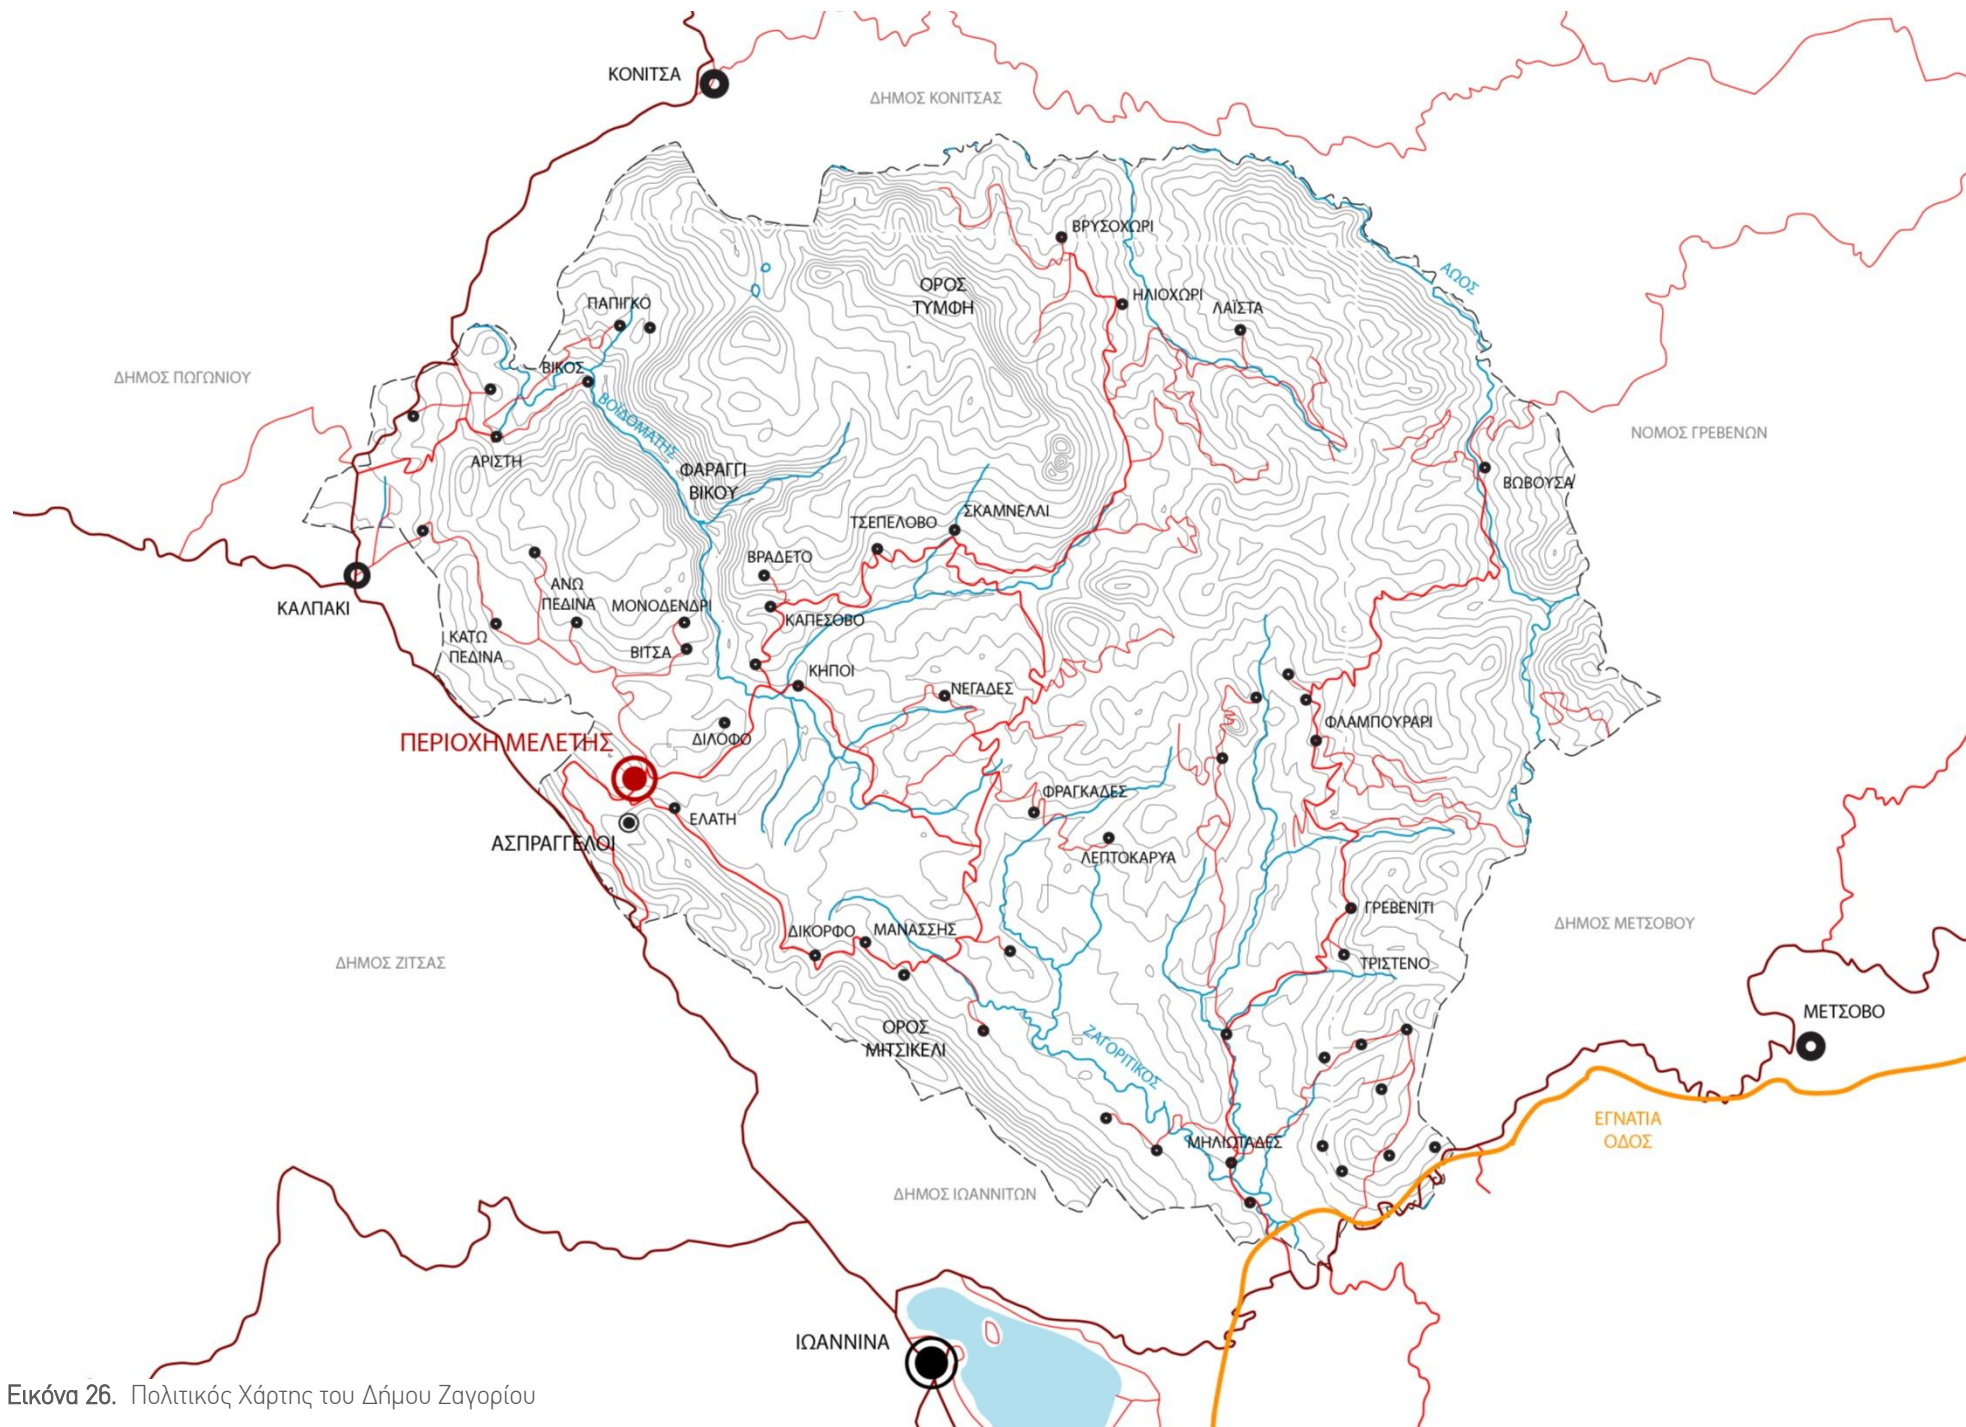 ΚΟΝΙΤΣΑ
ΔΗΜΟΣ ΚΟΝΙΤΣΑΣ
ΒΡΥΣΟΧΩΡΙ
ΑΩΟΣ
ΟΡΟΣ
ΤΥΜΦΗ
ΗΛΙΟΧΩΡΙ
ΛΑΪΣΤΑ
ΠΑΠΙΓΚΟ
ΒΙΚΟΣ
ΔΗΜΟΣ ΠΩΓΩΝΙΟΥ
ΒΟΪΔΟΜΑΤΗΣ
ΝΟΜΟΣ ΓΡΕΒΕΝΩΝ
ΑΡΙΣΤΗ
ΦΑΡΑΓΓΙ
ΒΙΚΟΥ
ΒΩΒΟΥΣΑ
ΣΚΑΜΝΕΛΛΙ
ΤΣΕΠΕΛΟΒΟ
ΒΡΑΔΕΤΟ
ΑΝΩ
ΠΕΔΙΝΑ
ΜΟΝΟΔΕΝΔΡΙ
ΚΑΛΠΑΚΙ
ΚΑΠΕΣΟΒΟ
ΚΑΤΩ
ΠΕΔΙΝΑ
ΒΙΤΣΑ
ΚΗΠΟΙ
ΝΕΓΑΔΕΣ
ΦΛΑΜΠΟΥΡΑΡΙ
ΠΕΡΙΟΧΗ ΜΕΛΕΤΗΣ
ΔΙΛΟΦΟ
ΦΡΑΓΚΑΔΕΣ
ΕΛΑΤΗ
ΑΣΠΡΑΓΓΕΛΟΙ
ΛΕΠΤΟΚΑΡΥΑ
ΓΡΕΒΕΝΙΤΙ
ΔΗΜΟΣ ΜΕΤΣΟΒΟΥ
ΔΙΚΟΡΦΟ
ΜΑΝΑΣΣΗΣ
ΔΗΜΟΣ ΖΙΤΣΑΣ
ΤΡΙΣΤΕΝΟ
ΜΕΤΣΟΒΟ
ΟΡΟΣ
ΜΙΤΣΙΚΕΛΙ
ΖΑΓΟΡΙΤΙΚΟΣ
ΕΓΝΑΤΙΑ
ΟΔΟΣ
ΜΗΛΙΩΤΑΔΕΣ
ΔΗΜΟΣ ΙΩΑΝΝΙΤΩΝ
ΙΩΑΝΝΙΝΑ
Εικόνα 26. Πολιτικός Χάρτης του Δήμου Ζαγορίου